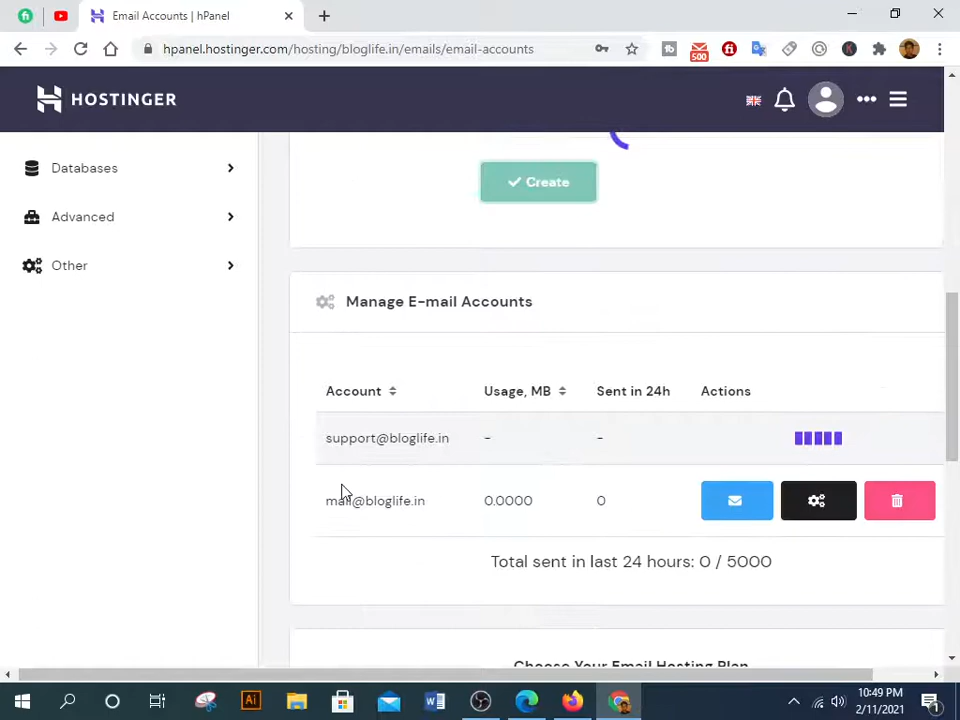 Email Accounts | hPanel
hpanel.hostinger.com/hosting/bloglife.in/emails/email-accounts
500
HOSTINGER
Databases
Advanced
Other
Create
Manage E-mail Accounts
Account Usage, MB Sent in 24h Actions
support@bloglife.in - -
mail@bloglife.in 0.0000 0
Total sent in last 24 hours: 0 / 5000
Choose Your Email Hosting Plan
10:49 PM
2/11/2021